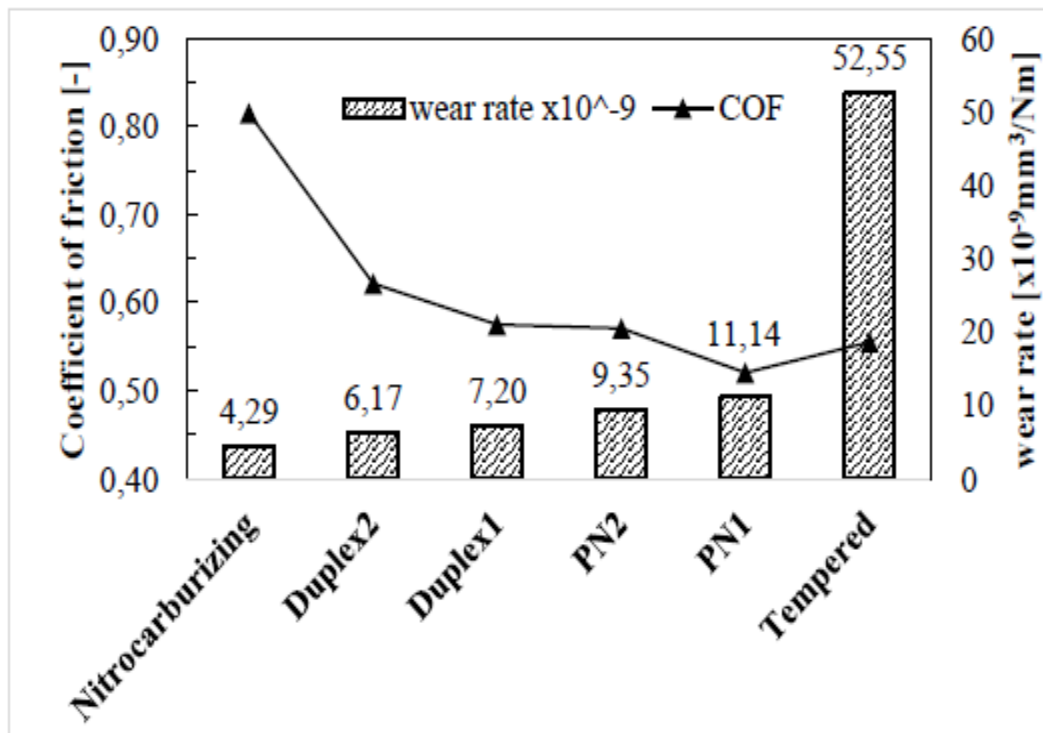 Coefficient of friction [-]
0,90
0,80
0,70
0,60
0,50
0,40
wear rate x10^-9
COF
4,29
6,17
7,20
9,35
11,14
52,55
60
50
40
30
20
10
0
wear rate [x10⁻⁹mm³/Nm]
Nitrocarburizing
Duplex2
Duplex1
PN2
PN1
Tempered